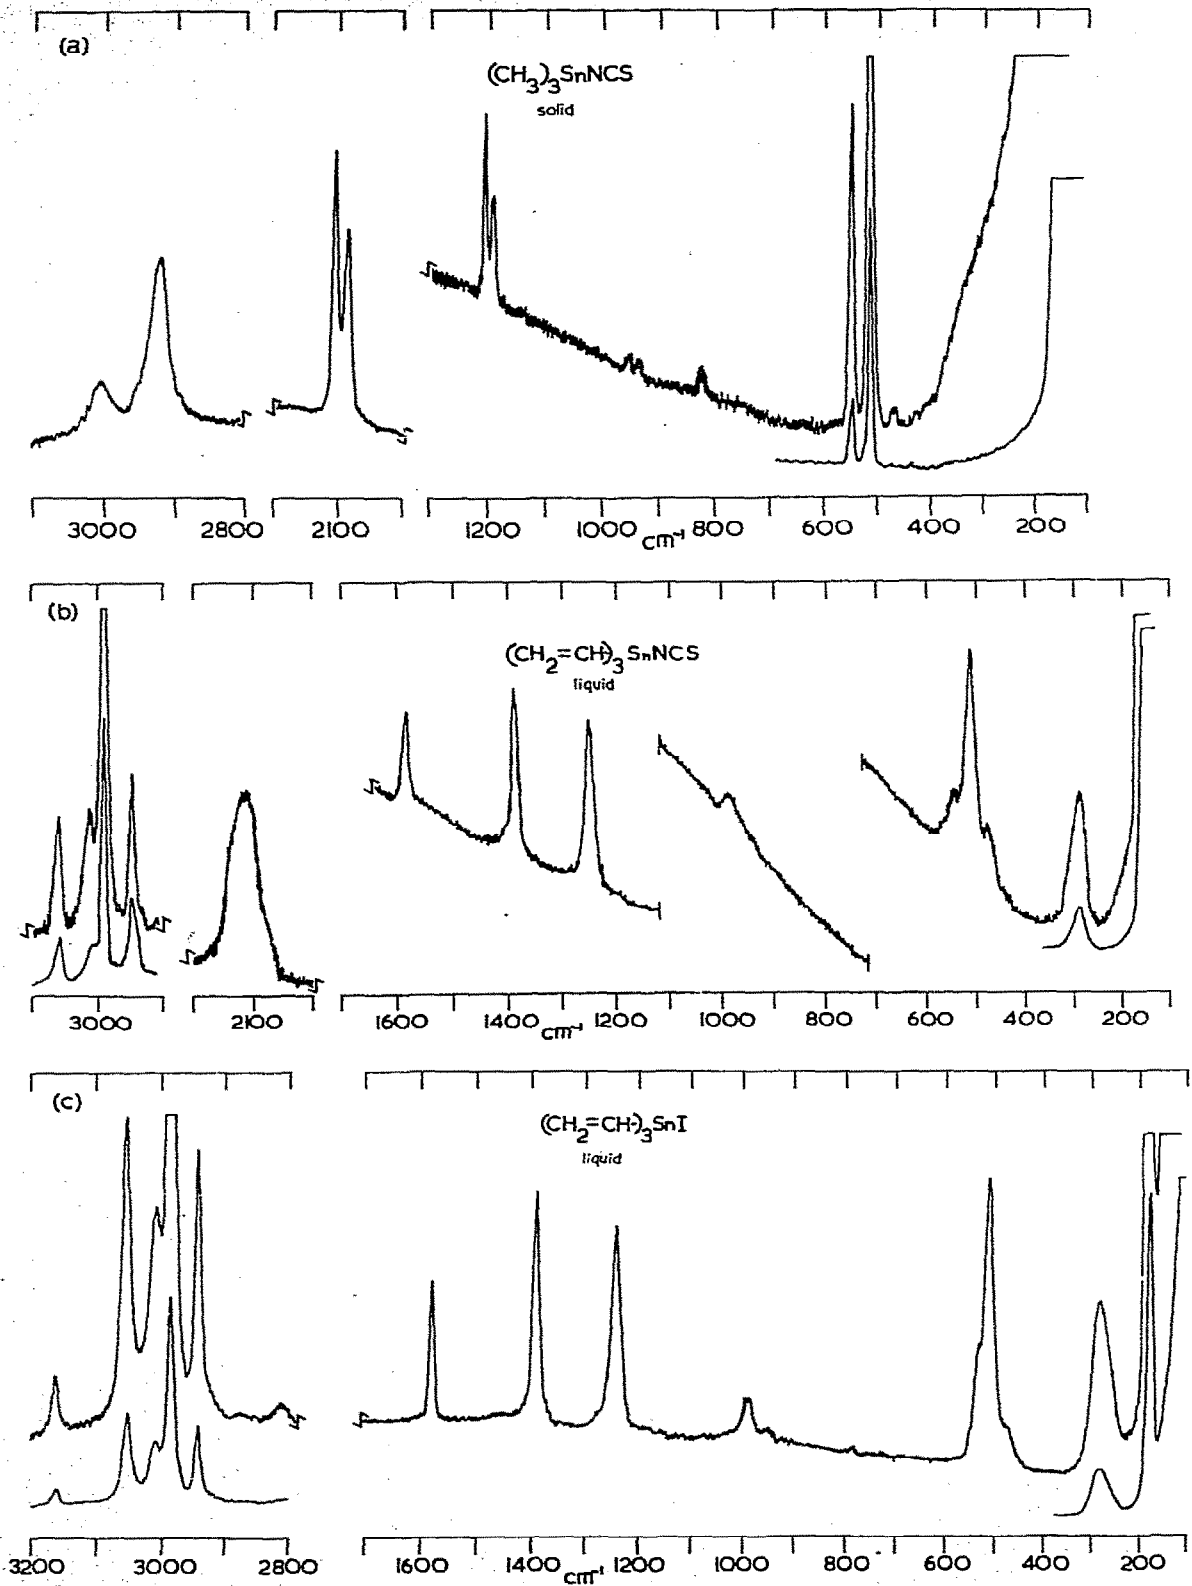 (a)
(CH3)3SnNCS
solid
3000 2800 2100 1200 1000 cm-1 800 600 400 200
(b)
(CH2=CH)3SnNCS
liquid
3000 2100 1600 1400 cm-1 1200 1000 800 600 400 200
(c)
(CH2=CH)3SnI
liquid
3200 3000 2800 1600 1400 cm-1 1200 1000 800 600 400 200